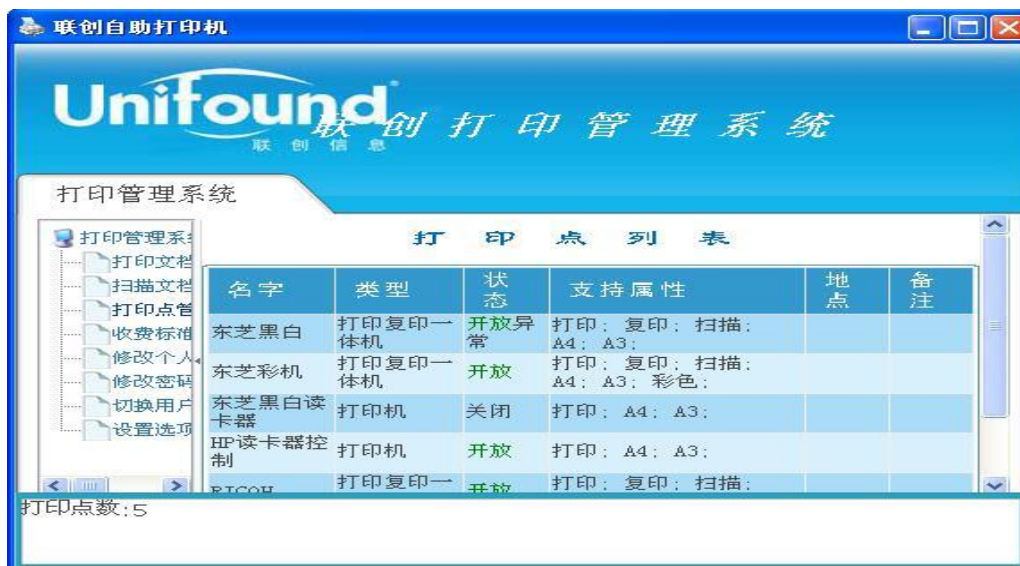 联创自助打印机
Unifound
联创信息
联创打印管理系统
打印管理系统
打印管理系
打印文档
扫描文档
打印点管
收费标准
修改个人
修改密码
切换用户
设置选项
打印点列表
名字 类型 状态 支持属性 地点 备注
东芝黑白 打印复印一体机 开放异常 打印; 复印; 扫描; A4; A3;
东芝彩机 打印复印一体机 开放 打印; 复印; 扫描; A4; A3; 彩色;
东芝黑白读卡器 打印机 关闭 打印; A4; A3;
HP读卡器控制 打印机 开放 打印; A4; A3;
RICOH 打印复印一 开放 打印; 复印; 扫描;
打印点数:5